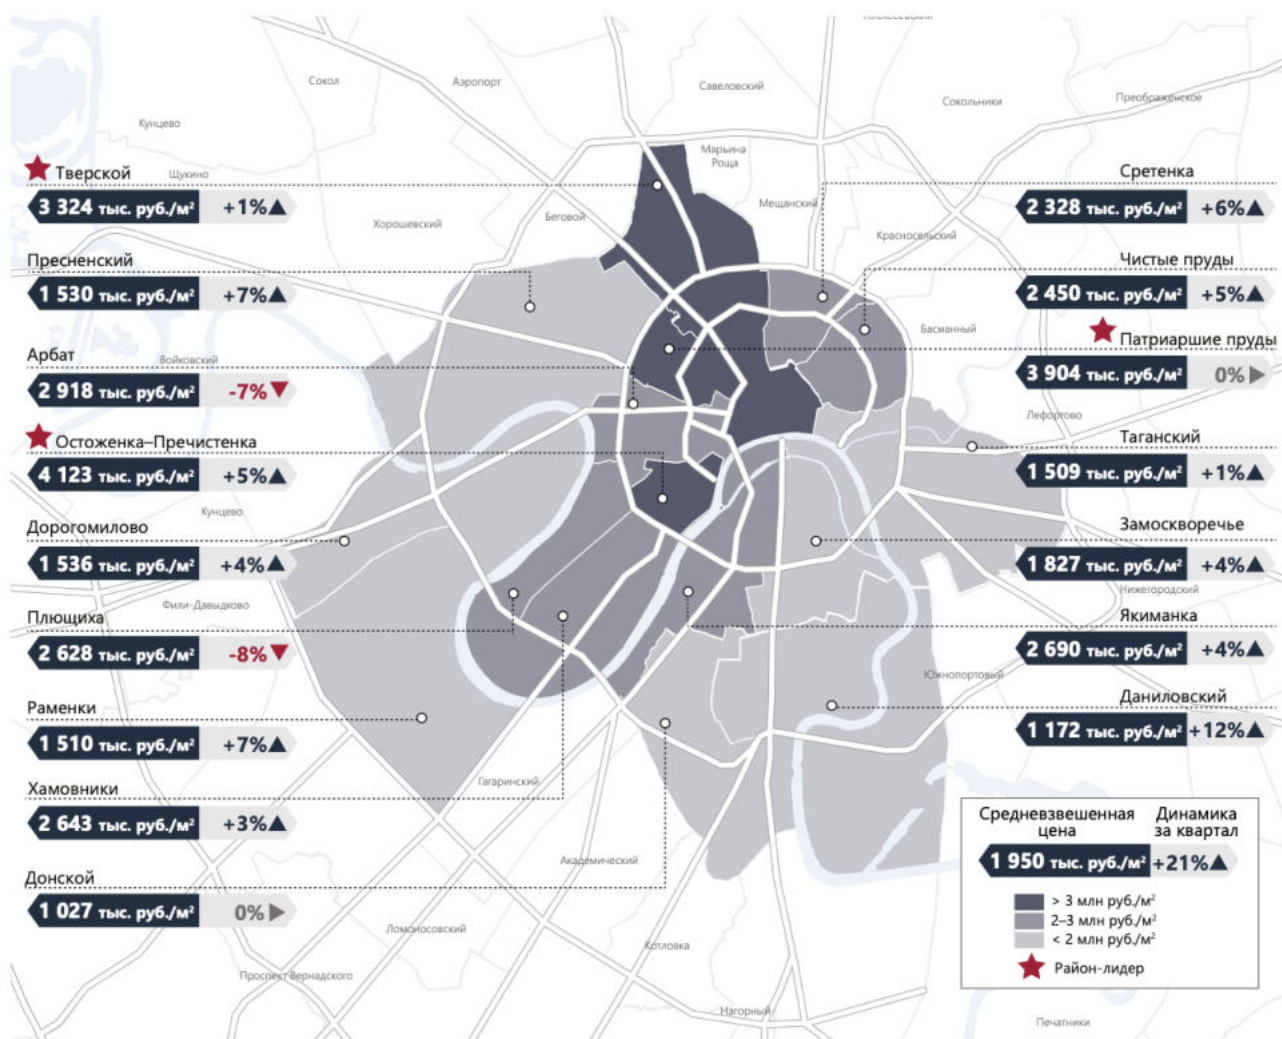 Алексеевский
Сокол
Аэропорт
Савеловский
Сокольники
Преображенское
Кунцево
Марьина
Роща
Щукино
Хорошевский
Беговой
Мещанский
Красносельский
Басманный
Войковский
Лефортово
Кунцево
Фили-Давыдково
Нижегородский
Южнопортовый
Гагаринский
Академический
Ломоносовский
Котловка
Проспект Вернадского
Нагорный
Печатники
Тверской
3 324 тыс. руб./м² +1%▲
Пресненский
1 530 тыс. руб./м² +7%▲
Арбат
2 918 тыс. руб./м² -7%▼
Остоженка–Пречистенка
4 123 тыс. руб./м² +5%▲
Дорогомилово
1 536 тыс. руб./м² +4%▲
Плющиха
2 628 тыс. руб./м² -8%▼
Раменки
1 510 тыс. руб./м² +7%▲
Хамовники
2 643 тыс. руб./м² +3%▲
Донской
1 027 тыс. руб./м² 0%▶
Сретенка
2 328 тыс. руб./м² +6%▲
Чистые пруды
2 450 тыс. руб./м² +5%▲
Патриаршие пруды
3 904 тыс. руб./м² 0%▶
Таганский
1 509 тыс. руб./м² +1%▲
Замоскворечье
1 827 тыс. руб./м² +4%▲
Якиманка
2 690 тыс. руб./м² +4%▲
Даниловский
1 172 тыс. руб./м² +12%▲
Средневзвешенная Динамика
цена за квартал
1 950 тыс. руб./м² +21%▲
> 3 млн руб./м²
2–3 млн руб./м²
< 2 млн руб./м²
Район-лидер